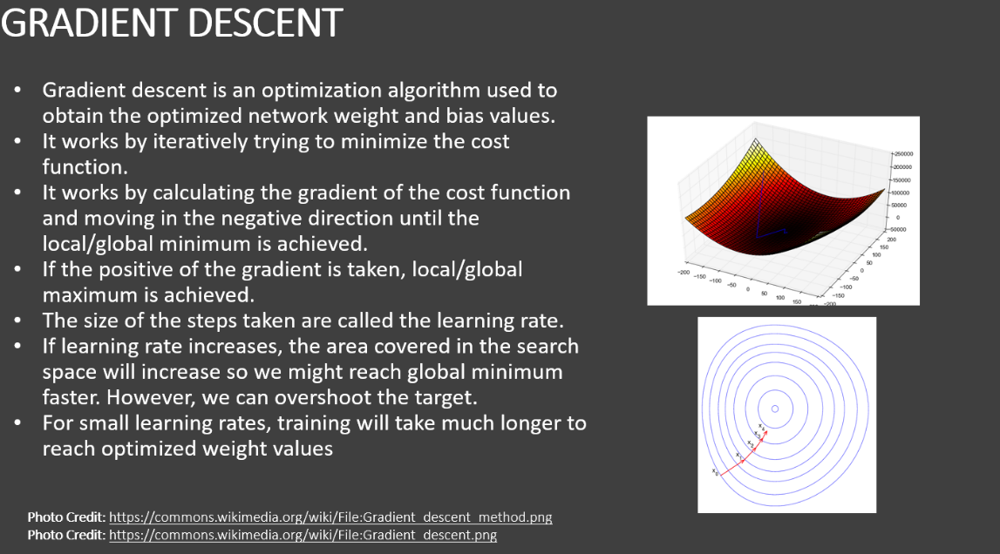 GRADIENT DESCENT
• Gradient descent is an optimization algorithm used to
obtain the optimized network weight and bias values.
• It works by iteratively trying to minimize the cost
function.
• It works by calculating the gradient of the cost function
and moving in the negative direction until the
local/global minimum is achieved.
• If the positive of the gradient is taken, local/global
maximum is achieved.
• The size of the steps taken are called the learning rate.
• If learning rate increases, the area covered in the search
space will increase so we might reach global minimum
faster. However, we can overshoot the target.
• For small learning rates, training will take much longer to
reach optimized weight values
250000
200000
150000
100000
50000
0
−50000
200
150
100
50
0
−50
−100
−150
−200
−200
−150
−100
−50
0
50
100
150
x4
x3
x2
x1
x0
Photo Credit: https://commons.wikimedia.org/wiki/File:Gradient_descent_method.png
Photo Credit: https://commons.wikimedia.org/wiki/File:Gradient_descent.png